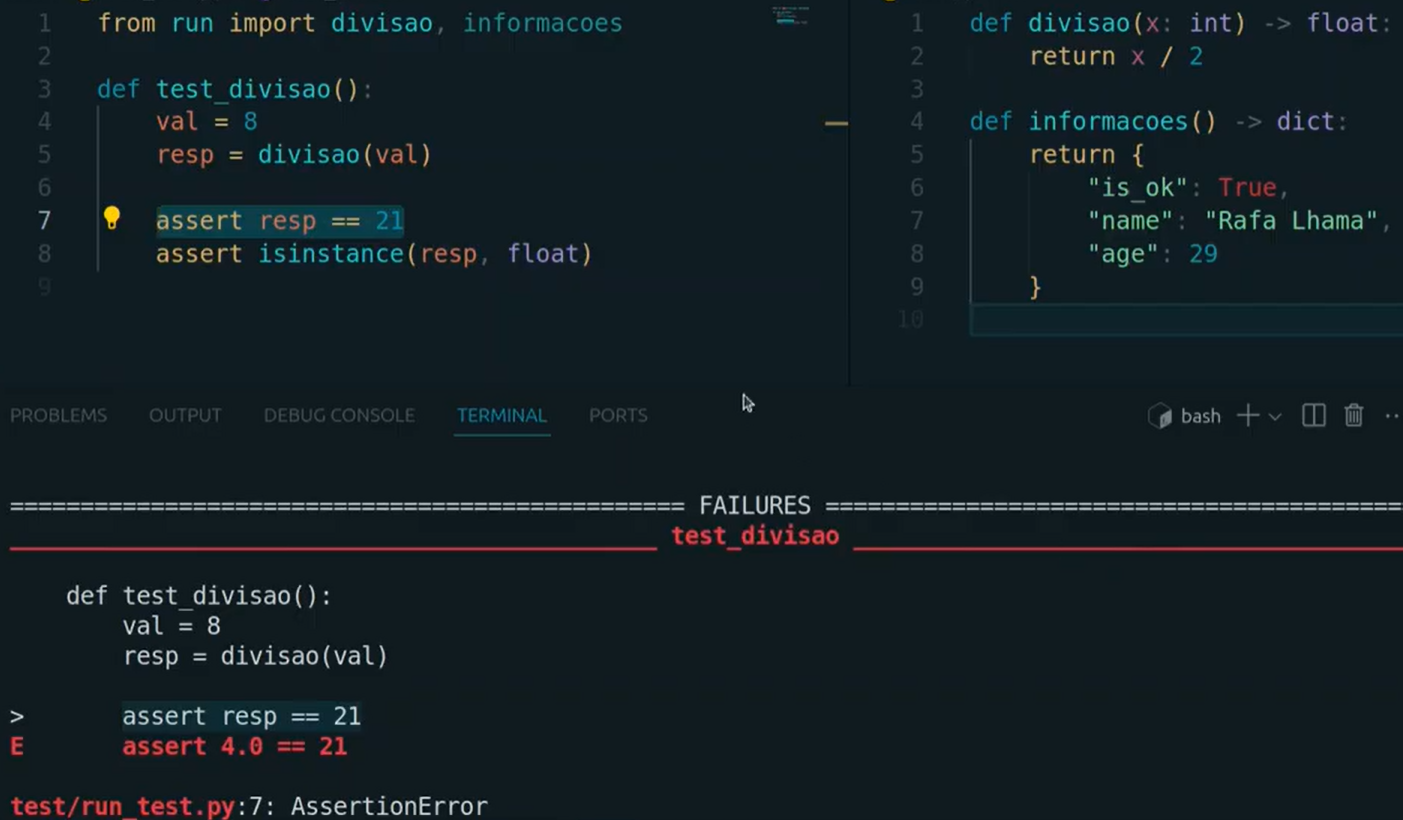 1 from run import divisao, informacoes
2
3 def test_divisao():
4 val = 8
5 resp = divisao(val)
6
7 assert resp == 21
8 assert isinstance(resp, float)
9
1 def divisao(x: int) -> float:
2 return x / 2
3
4 def informacoes() -> dict:
5 return {
6 "is_ok": True,
7 "name": "Rafa Lhama",
8 "age": 29
9 }
10
PROBLEMS OUTPUT DEBUG CONSOLE TERMINAL PORTS bash
================================================ FAILURES =========================================
test_divisao
def test_divisao():
val = 8
resp = divisao(val)
> assert resp == 21
E assert 4.0 == 21
test/run_test.py:7: AssertionError